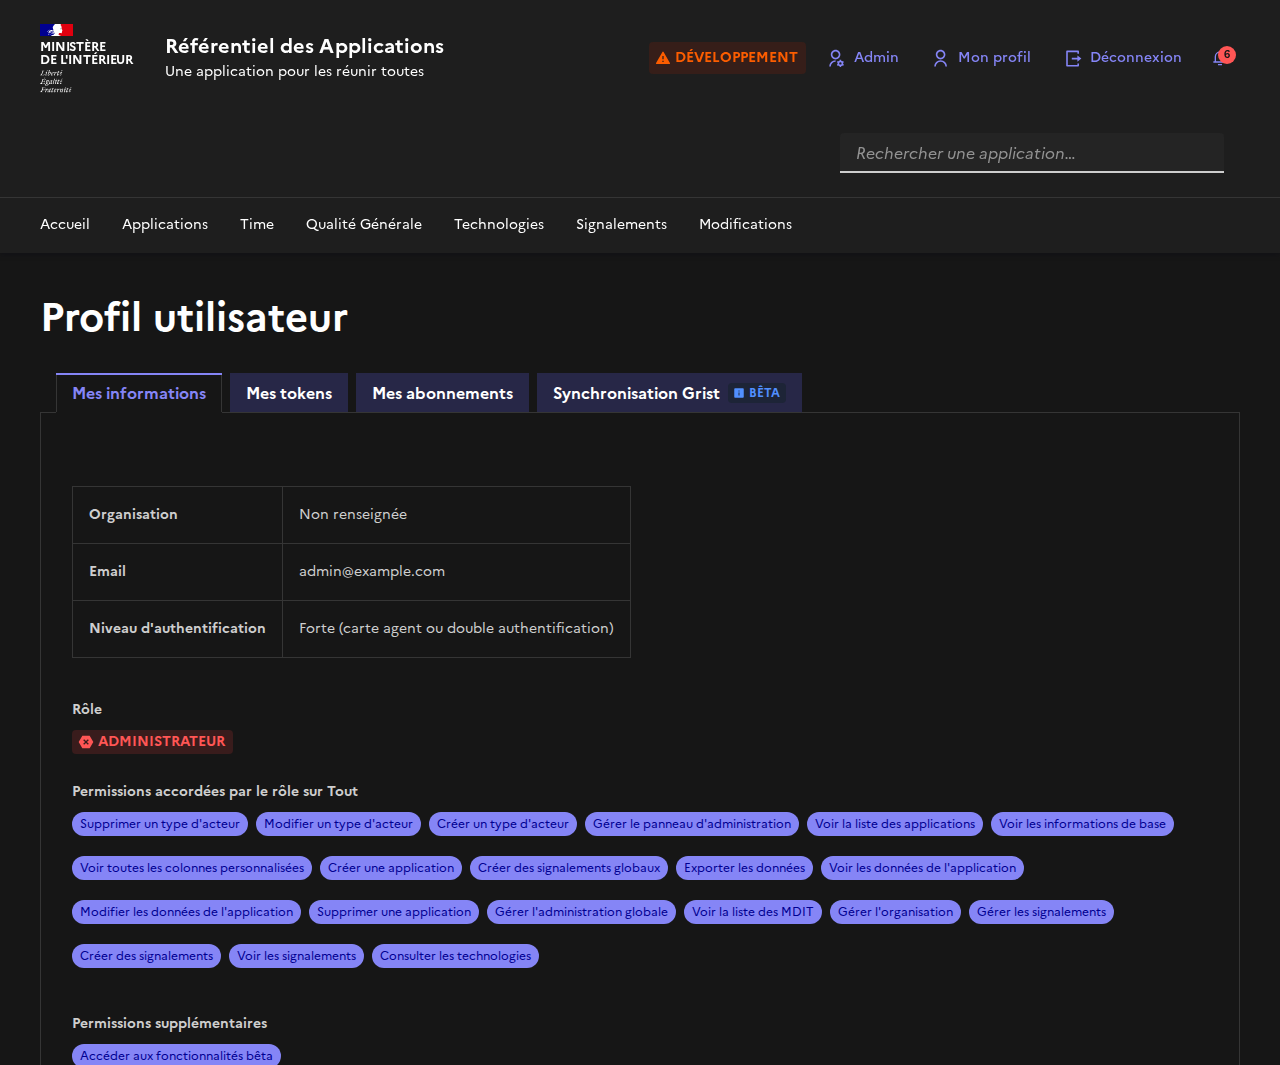 MINISTÈRE
DE L'INTÉRIEUR
Liberté
Égalité
Fraternité
Référentiel des Applications
Une application pour les réunir toutes
DÉVELOPPEMENT
Admin
Mon profil
Déconnexion
6
Rechercher une application...
Accueil Applications Time Qualité Générale Technologies Signalements Modifications
Profil utilisateur
Mes informations Mes tokens Mes abonnements Synchronisation Grist BÊTA
Organisation Non renseignée
Email admin@example.com
Niveau d'authentification Forte (carte agent ou double authentification)
Rôle
ADMINISTRATEUR
Permissions accordées par le rôle sur Tout
Supprimer un type d'acteur Modifier un type d'acteur Créer un type d'acteur Gérer le panneau d'administration Voir la liste des applications Voir les informations de base
Voir toutes les colonnes personnalisées Créer une application Créer des signalements globaux Exporter les données Voir les données de l'application
Modifier les données de l'application Supprimer une application Gérer l'administration globale Voir la liste des MDIT Gérer l'organisation Gérer les signalements
Créer des signalements Voir les signalements Consulter les technologies
Permissions supplémentaires
Accéder aux fonctionnalités bêta